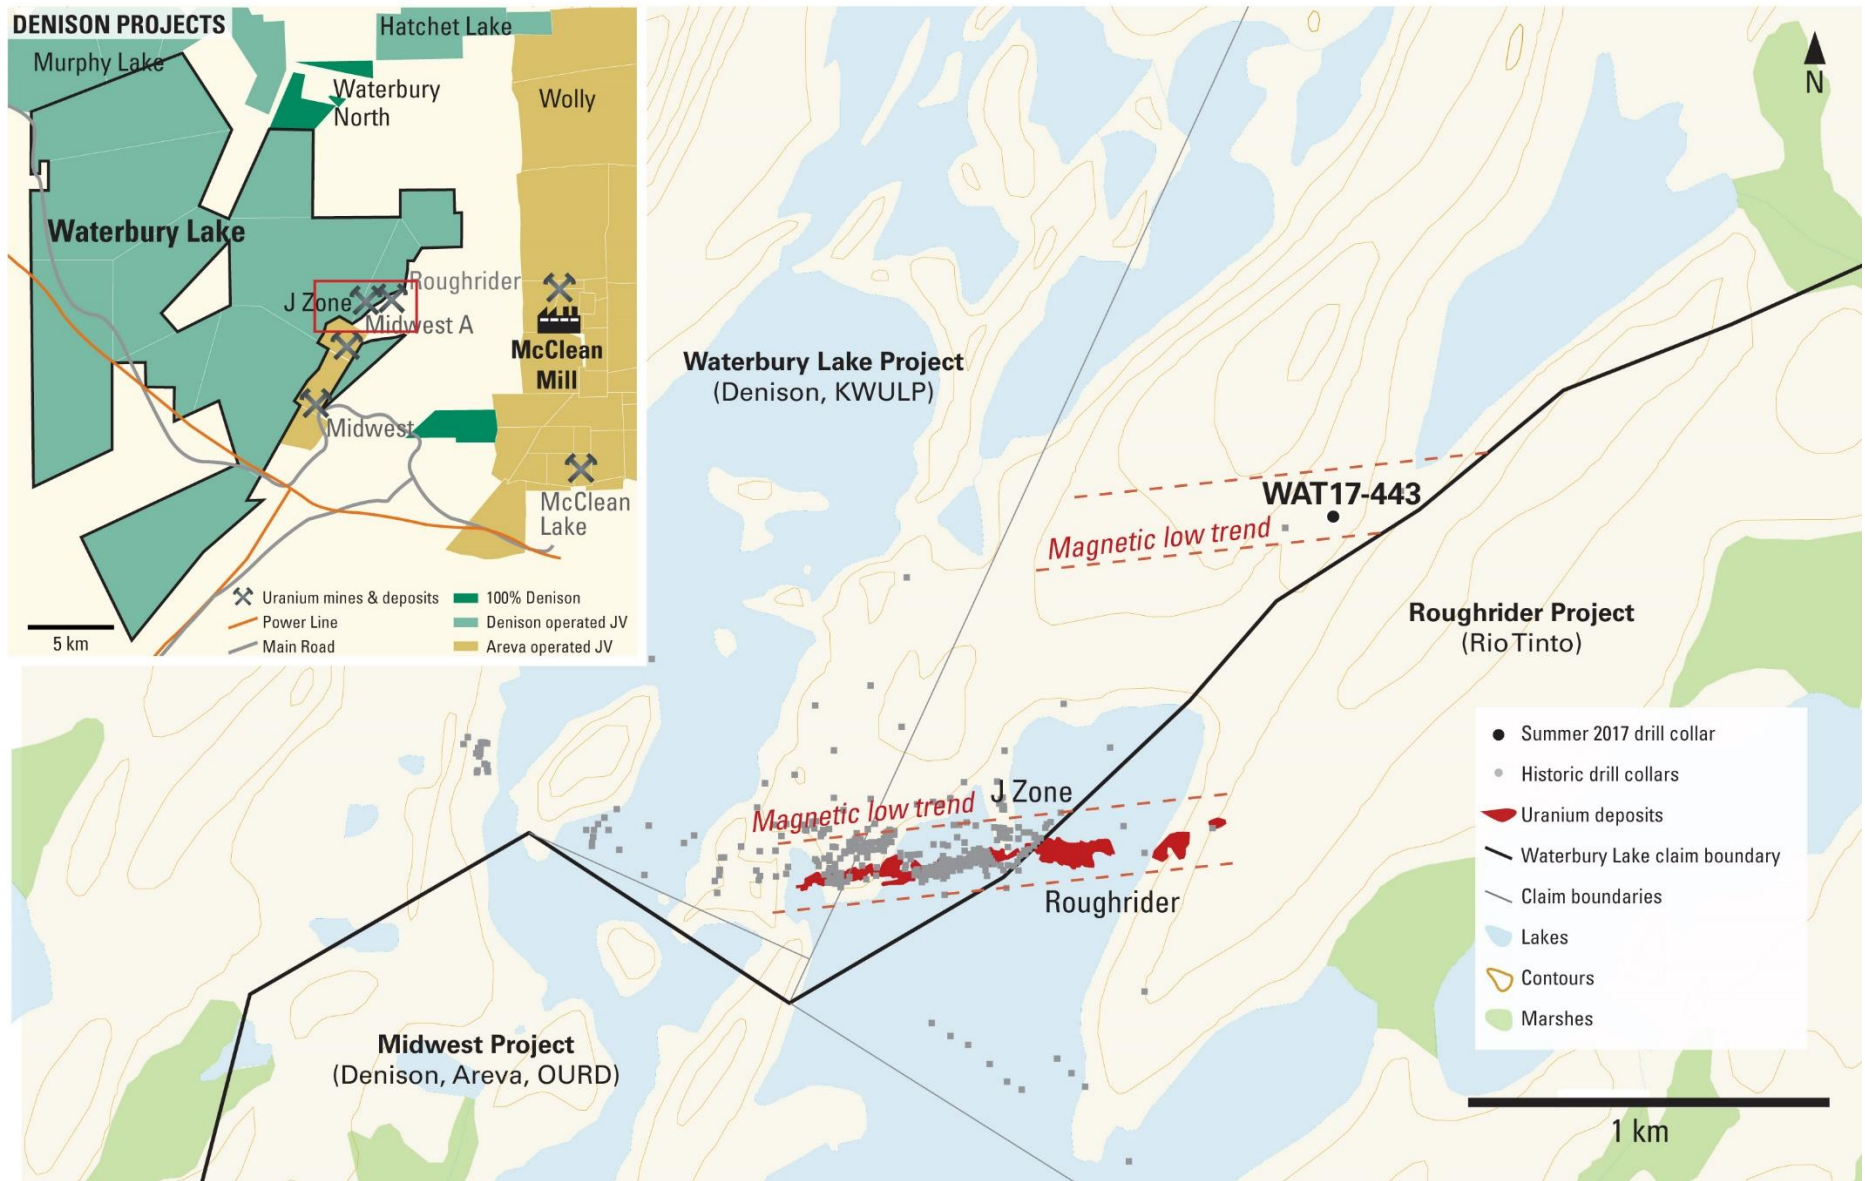 DENISON PROJECTS
Murphy Lake
Hatchet Lake
Waterbury
North
Wolly
Waterbury Lake
Roughrider
J Zone
Midwest A
McClean
Mill
Midwest
McClean
Lake
Uranium mines & deposits
Power Line
Main Road
100% Denison
Denison operated JV
Areva operated JV
5 km
N
Waterbury Lake Project
(Denison, KWULP)
WAT17-443
Magnetic low trend
Roughrider Project
(Rio Tinto)
Magnetic low trend
J Zone
Roughrider
Midwest Project
(Denison, Areva, OURD)
Summer 2017 drill collar
Historic drill collars
Uranium deposits
Waterbury Lake claim boundary
Claim boundaries
Lakes
Contours
Marshes
1 km